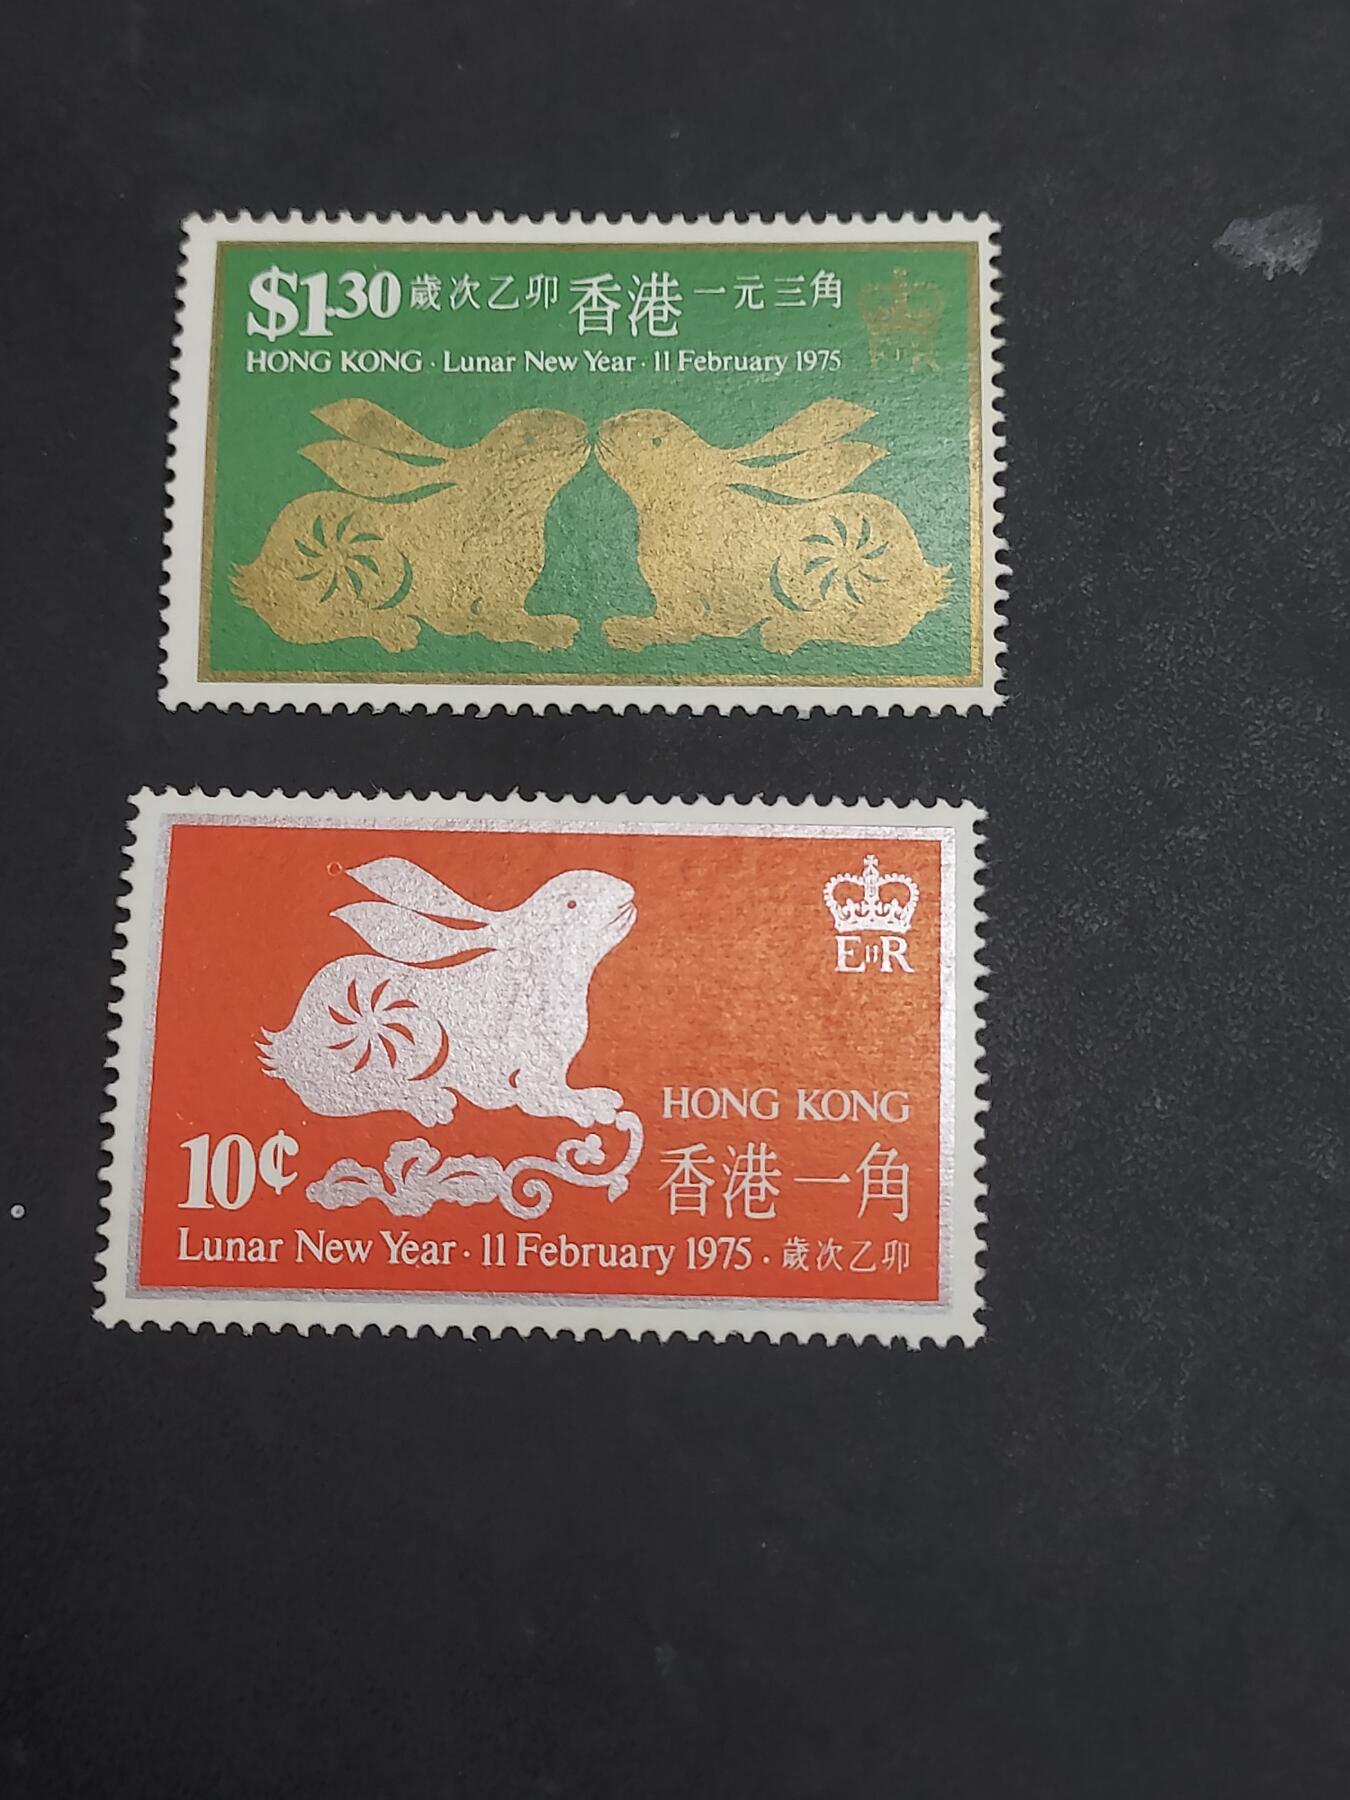 $1.30 歲次乙卯 香港 一元三角
HONG KONG · Lunar New Year · 11 February 1975
EIIR
EIIR
HONG KONG
10¢ 香港一角
Lunar New Year · 11 February 1975 · 歲次乙卯